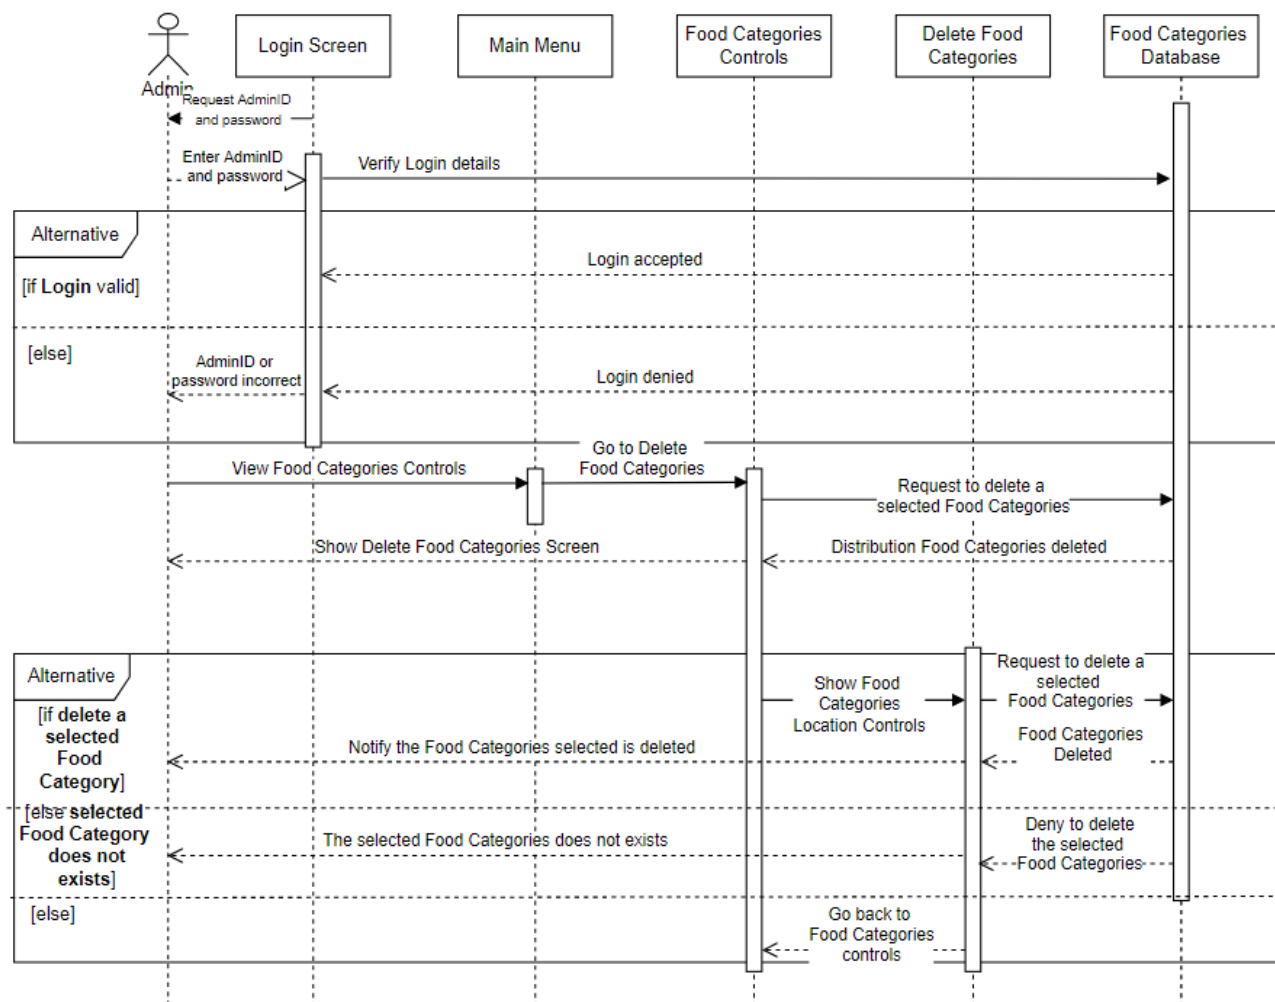 Login Screen
Main Menu
Food Categories
Controls
Delete Food
Categories
Food Categories
Database
Admin
Request AdminID
and password
Enter AdminID
and password
Verify Login details
Alternative
Login accepted
[if Login valid]
[else]
AdminID or
password incorrect
Login denied
Go to Delete
Food Categories
View Food Categories Controls
Request to delete a
selected Food Categories
Show Delete Food Categories Screen
Distribution Food Categories deleted
Alternative
Show Food
Categories
Location Controls
Request to delete a
selected
Food Categories
[if delete a
selected
Food
Category]
Notify the Food Categories selected is deleted
Food Categories
Deleted
[else selected
Food Category
does not
exists]
The selected Food Categories does not exists
Deny to delete
the selected
Food Categories
[else]
Go back to
Food Categories
controls